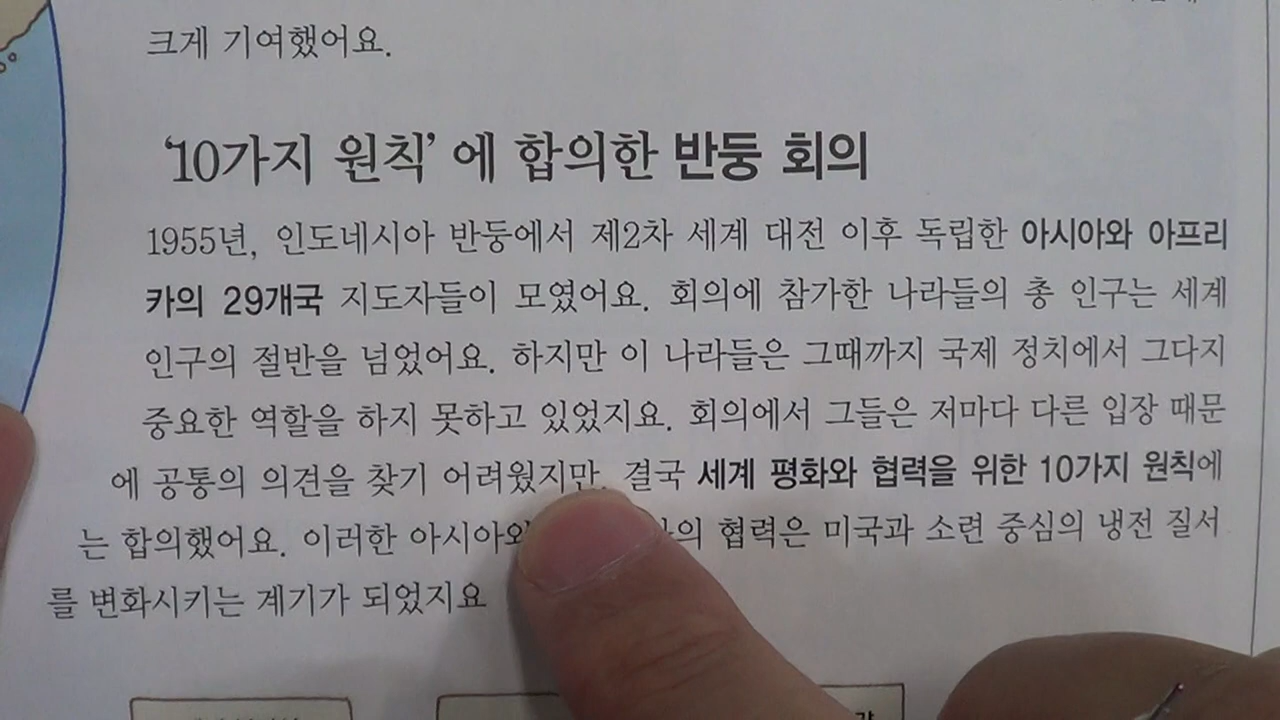 크게 기여했어요.
'10가지 원칙'에 합의한 반둥 회의
1955년, 인도네시아 반둥에서 제2차 세계 대전 이후 독립한 아시아와 아프리
카의 29개국 지도자들이 모였어요. 회의에 참가한 나라들의 총 인구는 세계
인구의 절반을 넘었어요. 하지만 이 나라들은 그때까지 국제 정치에서 그다지
중요한 역할을 하지 못하고 있었지요. 회의에서 그들은 저마다 다른 입장 때문
에 공통의 의견을 찾기 어려웠지만, 결국 세계 평화와 협력을 위한 10가지 원칙에
는 합의했어요. 이러한 아시아와 협력은 미국과 소련 중심의 냉전 질서
를 변화시키는 계기가 되었지요